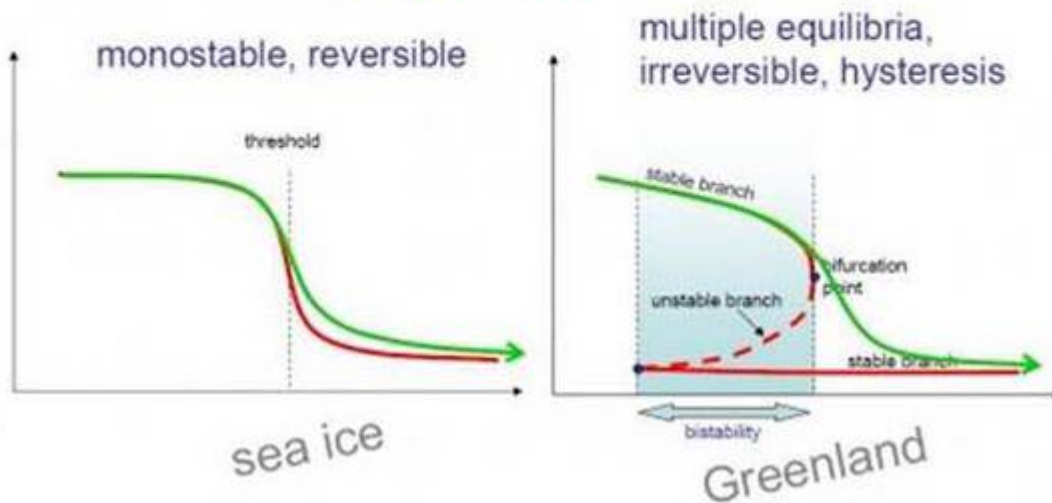 monostable, reversible
threshold
sea ice
multiple equilibria,
irreversible, hysteresis
stable branch
bifurcation
point
unstable branch
stable branch
bistability
Greenland